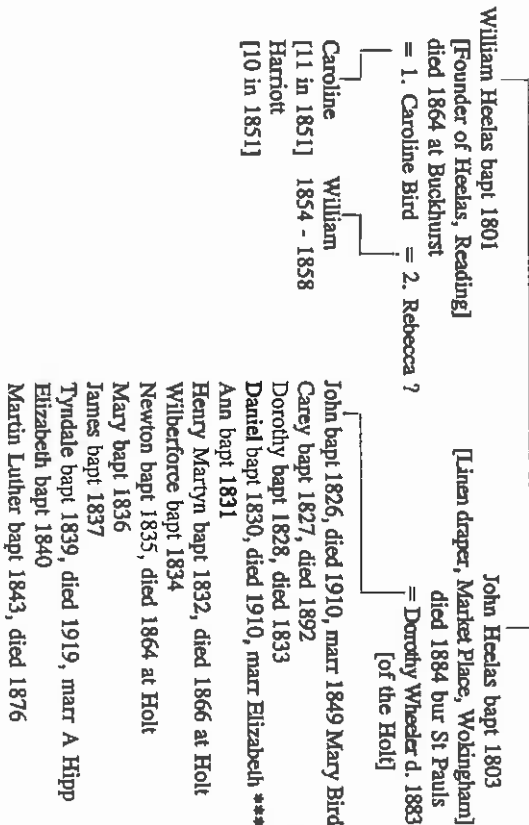 William Heelas bapt 1801
[Founder of Heelas, Reading]
died 1864 at Buckhurst
= 1. Caroline Bird = 2. Rebecca ?
Caroline
[11 in 1851]
Harriott
[10 in 1851]
William
1854 - 1858
John Heelas bapt 1803
[Linen draper, Market Place, Wokingham]
died 1884 bur St Pauls
= Dorothy Wheeler d. 1883
[of the Holt]
John bapt 1826, died 1910, marr 1849 Mary Bird
Carey bapt 1827, died 1892
Dorothy bapt 1828, died 1833
Daniel bapt 1830, died 1910, marr Elizabeth ***
Ann bapt 1831
Henry Martyn bapt 1832, died 1866 at Holt
Wilberforce bapt 1834
Newton bapt 1835, died 1864 at Holt
Mary bapt 1836
James bapt 1837
Tyndale bapt 1839, died 1919, marr A Hipp
Elizabeth bapt 1840
Martin Luther bapt 1843, died 1876